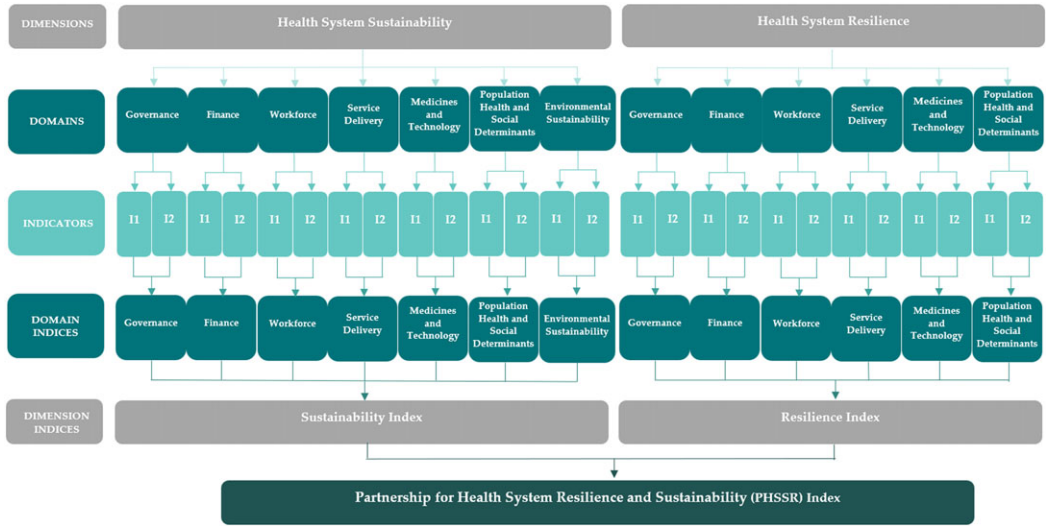 DIMENSIONS
Health System Sustainability
Health System Resilience
DOMAINS
Governance
Finance
Workforce
Service
Delivery
Medicines
and
Technology
Population
Health and
Social
Determinants
Environmental
Sustainability
Governance
Finance
Workforce
Service
Delivery
Medicines
and
Technology
Population
Health and
Social
Determinants
INDICATORS
I1
I2
I1
I2
I1
I2
I1
I2
I1
I2
I1
I2
I1
I2
I1
I2
I1
I2
I1
I2
I1
I2
I1
I2
I1
I2
DOMAIN
INDICES
Governance
Finance
Workforce
Service
Delivery
Medicines
and
Technology
Population
Health and
Social
Determinants
Environmental
Sustainability
Governance
Finance
Workforce
Service
Delivery
Medicines
and
Technology
Population
Health and
Social
Determinants
DIMENSION
INDICES
Sustainability Index
Resilience Index
Partnership for Health System Resilience and Sustainability (PHSSR) Index